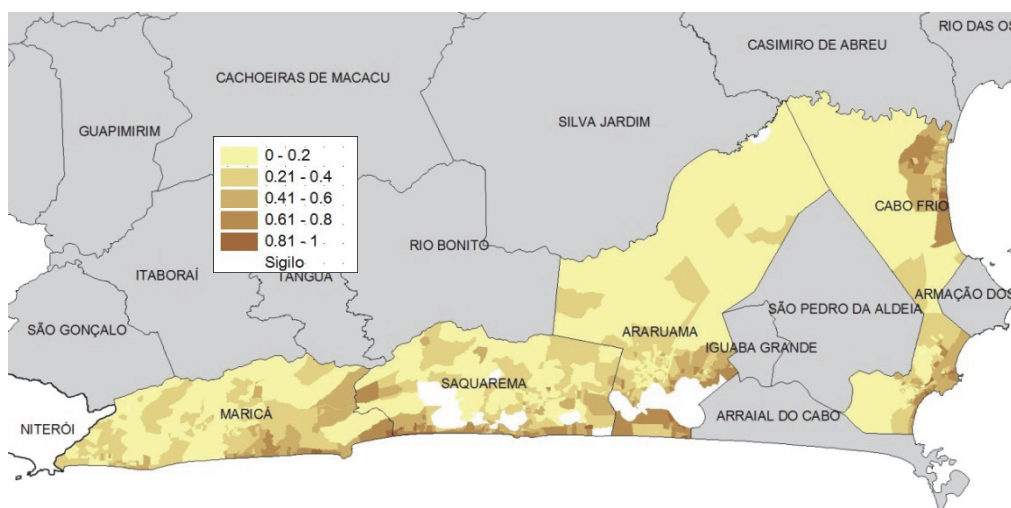 RIO DAS OS
CASIMIRO DE ABREU
CACHOEIRAS DE MACACU
SILVA JARDIM
GUAPIMIRIM
0 - 0.2
0.21 - 0.4
0.41 - 0.6
0.61 - 0.8
0.81 - 1
Sigilo
CABO FRIO
RIO BONITO
ITABORAÍ
TANGUÁ
ARMAÇÃO DOS
SÃO PEDRO DA ALDEIA
SÃO GONÇALO
ARARUAMA
IGUABA GRANDE
SAQUAREMA
MARICÁ
ARRAIAL DO CABO
NITERÓI